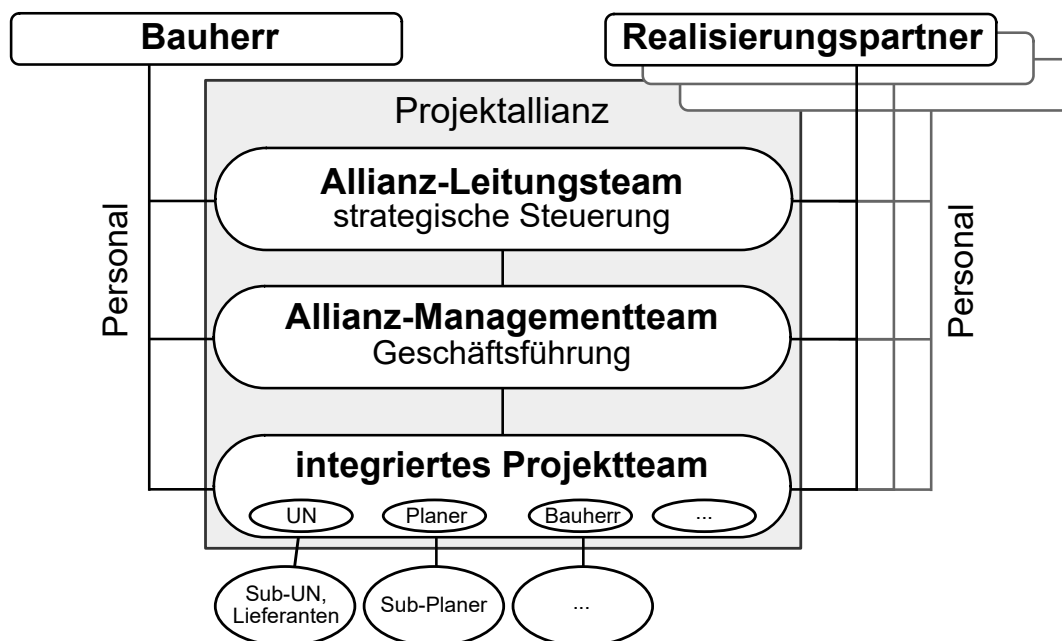 Bauherr
Realisierungspartner
Projektallianz
Allianz-Leitungsteam
strategische Steuerung
Personal
Personal
Allianz-Managementteam
Geschäftsführung
integriertes Projektteam
UN
Planer
Bauherr
...
Sub-UN,
Lieferanten
Sub-Planer
...